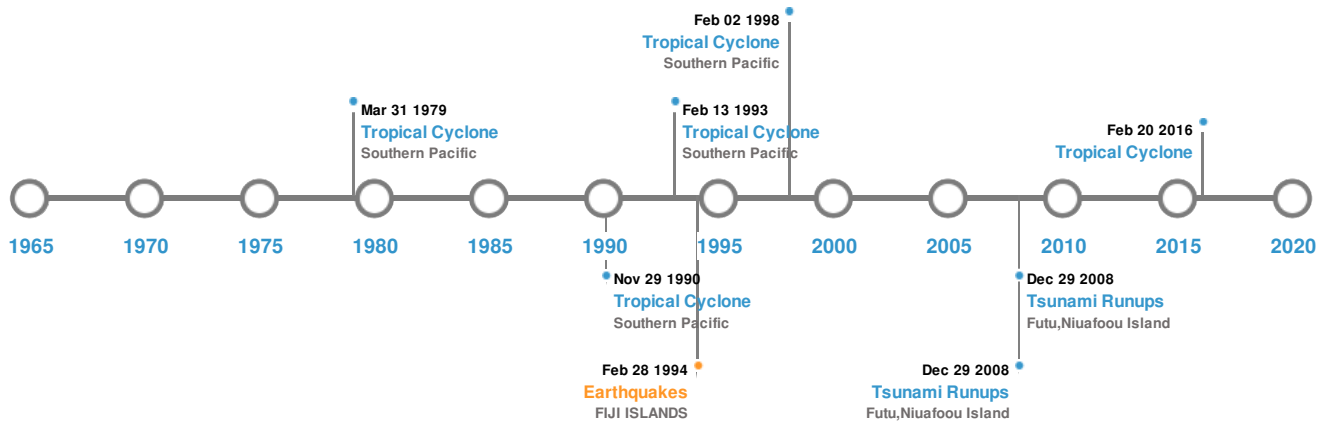 Feb 02 1998
Tropical Cyclone
Southern Pacific
Mar 31 1979
Tropical Cyclone
Southern Pacific
Feb 13 1993
Tropical Cyclone
Southern Pacific
Feb 20 2016
Tropical Cyclone
1965 1970 1975 1980 1985 1990 1995 2000 2005 2010 2015 2020
Nov 29 1990
Tropical Cyclone
Southern Pacific
Dec 29 2008
Tsunami Runups
Futu,Niuafoou Island
Feb 28 1994
Earthquakes
FIJI ISLANDS
Dec 29 2008
Tsunami Runups
Futu,Niuafoou Island